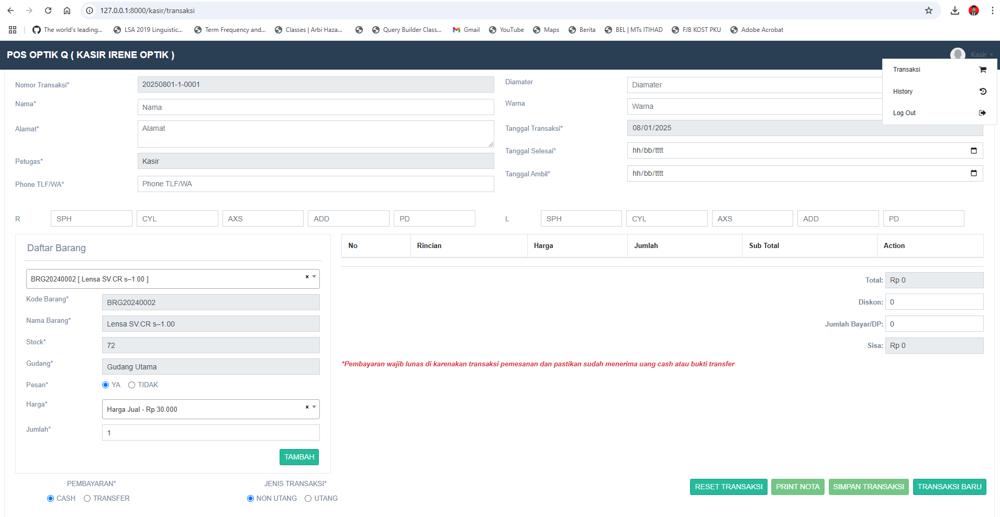 127.0.0.1:8000/kasir/transaksi
The world's leading... LSA 2019 Linguistic... Term Frequency and... Classes | Arbi Haza... Query Builder Class... Gmail YouTube Maps Berita BEL | MTs ITIHAD FJB KOST PKU Adobe Acrobat
POS OPTIK Q ( KASIR IRENE OPTIK )
Kasir
Transaksi
History
Log Out
Nomor Transaksi* 20250801-1-0001
Nama* Nama
Alamat* Alamat
Petugas* Kasir
Phone TLF/WA* Phone TLF/WA
Diamater Diamater
Warna Warna
Tanggal Transaksi* 08/01/2025
Tanggal Selesai* hh/bb/tttt
Tanggal Ambil* hh/bb/tttt
R SPH CYL AXS ADD PD
L SPH CYL AXS ADD PD
Daftar Barang
BRG20240002 [ Lensa SV.CR s–1.00 ] ×
Kode Barang* BRG20240002
Nama Barang* Lensa SV.CR s–1.00
Stock* 72
Gudang* Gudang Utama
Pesan* YA TIDAK
Harga* Harga Jual - Rp 30.000 ×
Jumlah* 1
TAMBAH
No Rincian Harga Jumlah Sub Total Action
Total: Rp 0
Diskon: 0
Jumlah Bayar/DP: 0
Sisa: Rp 0
*Pembayaran wajib lunas di karenakan transaksi pemesanan dan pastikan sudah menerima uang cash atau bukti transfer
PEMBAYARAN*
CASH TRANSFER
JENIS TRANSAKSI*
NON UTANG UTANG
RESET TRANSAKSI PRINT NOTA SIMPAN TRANSAKSI TRANSAKSI BARU